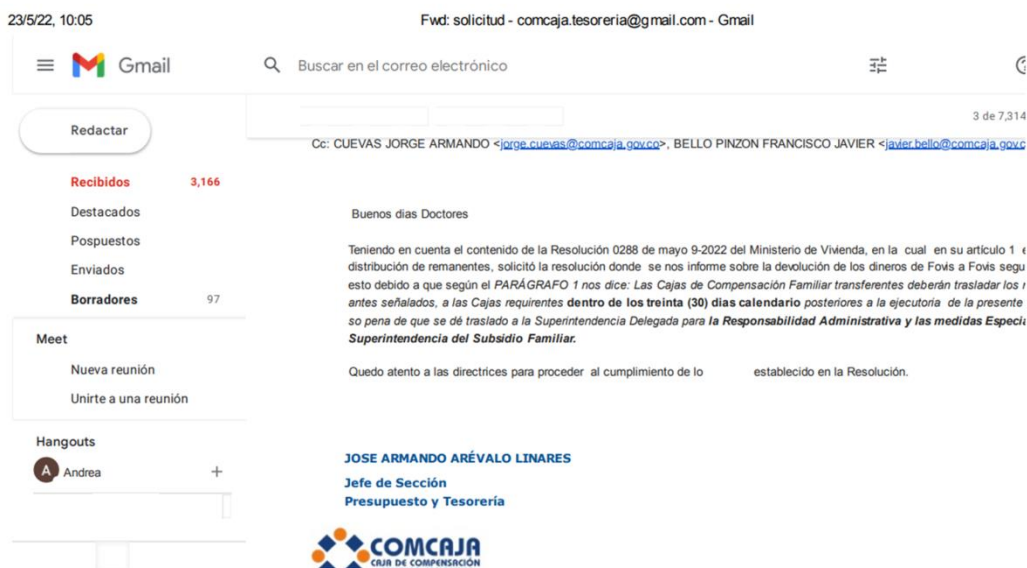 23/5/22, 10:05
Fwd: solicitud - comcaja.tesoreria@gmail.com - Gmail
Gmail
Buscar en el correo electrónico
Redactar
3 de 7,314
Recibidos 3,166
Destacados
Pospuestos
Enviados
Borradores 97
Meet
Nueva reunión
Unirte a una reunión
Hangouts
A Andrea
Cc: CUEVAS JORGE ARMANDO <jorge.cuevas@comcaja.gov.co>, BELLO PINZON FRANCISCO JAVIER <javier.bello@comcaja.gov.c
Buenos dias Doctores
Teniendo en cuenta el contenido de la Resolución 0288 de mayo 9-2022 del Ministerio de Vivienda, en la cual en su artículo 1 e
distribución de remanentes, solicitó la resolución donde se nos informe sobre la devolución de los dineros de Fovis a Fovis segu
esto debido a que según el PARÁGRAFO 1 nos dice: Las Cajas de Compensación Familiar transferentes deberán trasladar los r
antes señalados, a las Cajas requirentes dentro de los treinta (30) dias calendario posteriores a la ejecutoria de la presente
so pena de que se dé traslado a la Superintendencia Delegada para la Responsabilidad Administrativa y las medidas Especia
Superintendencia del Subsidio Familiar.
Quedo atento a las directrices para proceder al cumplimiento de lo establecido en la Resolución.
JOSE ARMANDO ARÉVALO LINARES
Jefe de Sección
Presupuesto y Tesorería
COMCAJA
CAJA DE COMPENSACIÓN